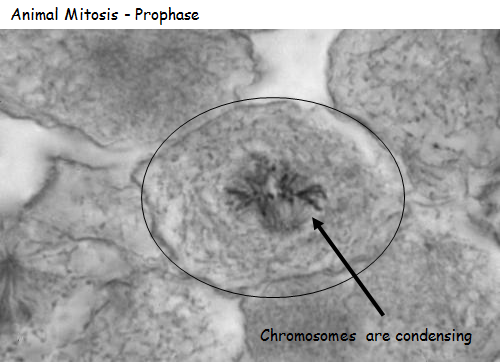 Animal Mitosis - Prophase
Chromosomes are condensing